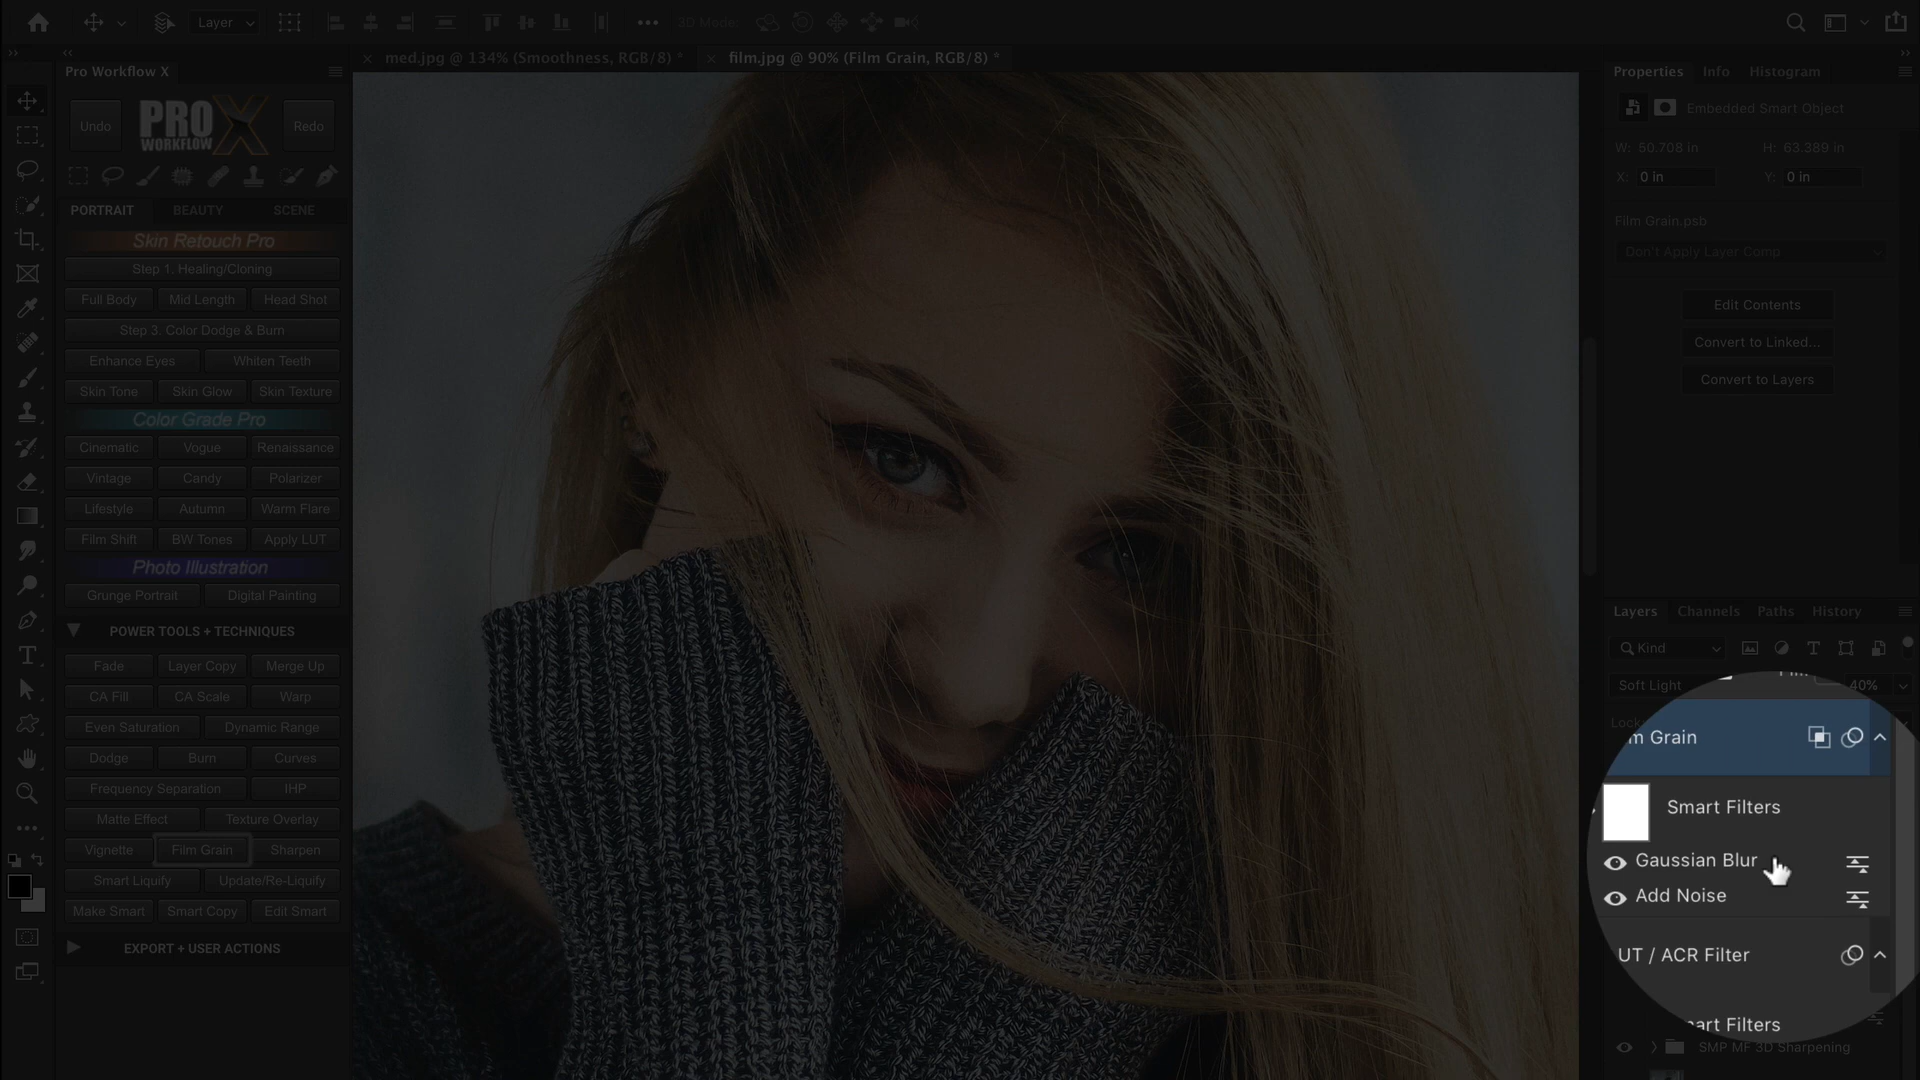 Layer
3D Mode:
med.jpg @ 134% (Smoothness, RGB/8) *
film.jpg @ 90% (Film Grain, RGB/8) *
Pro Workflow X
Undo
PRO X
WORKFLOW
Redo
PORTRAIT BEAUTY SCENE
Skin Retouch Pro
Step 1. Healing/Cloning
Full Body Mid Length Head Shot
Step 3. Color Dodge & Burn
Enhance Eyes Whiten Teeth
Skin Tone Skin Glow Skin Texture
Color Grade Pro
Cinematic Vogue Renaissance
Vintage Candy Polarizer
Lifestyle Autumn Warm Flare
Film Shift BW Tones Apply LUT
Photo Illustration
Grunge Portrait Digital Painting
POWER TOOLS + TECHNIQUES
Fade Layer Copy Merge Up
CA Fill CA Scale Warp
Even Saturation Dynamic Range
Dodge Burn Curves
Frequency Separation IHP
Matte Effect Texture Overlay
Vignette Film Grain Sharpen
Smart Liquify Update/Re-Liquify
Make Smart Smart Copy Edit Smart
EXPORT + USER ACTIONS
Properties Info Histogram
Embedded Smart Object
W: 50.708 in H: 63.389 in
X: 0 in Y: 0 in
Film Grain.psb
Don't Apply Layer Comp
Edit Contents
Convert to Linked...
Convert to Layers
Layers Channels Paths History
Kind
Soft Light 40%
m Grain
Smart Filters
Gaussian Blur
Add Noise
UT / ACR Filter
art Filters
SMP MF 3D Sharpening